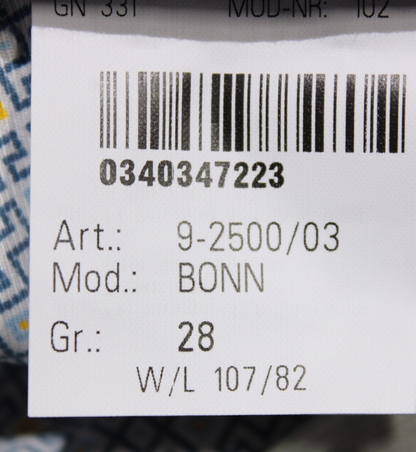 GN 331 MOD-NR: 102
0340347223
Art.: 9-2500/03
Mod.: BONN
Gr.: 28
W/L 107/82